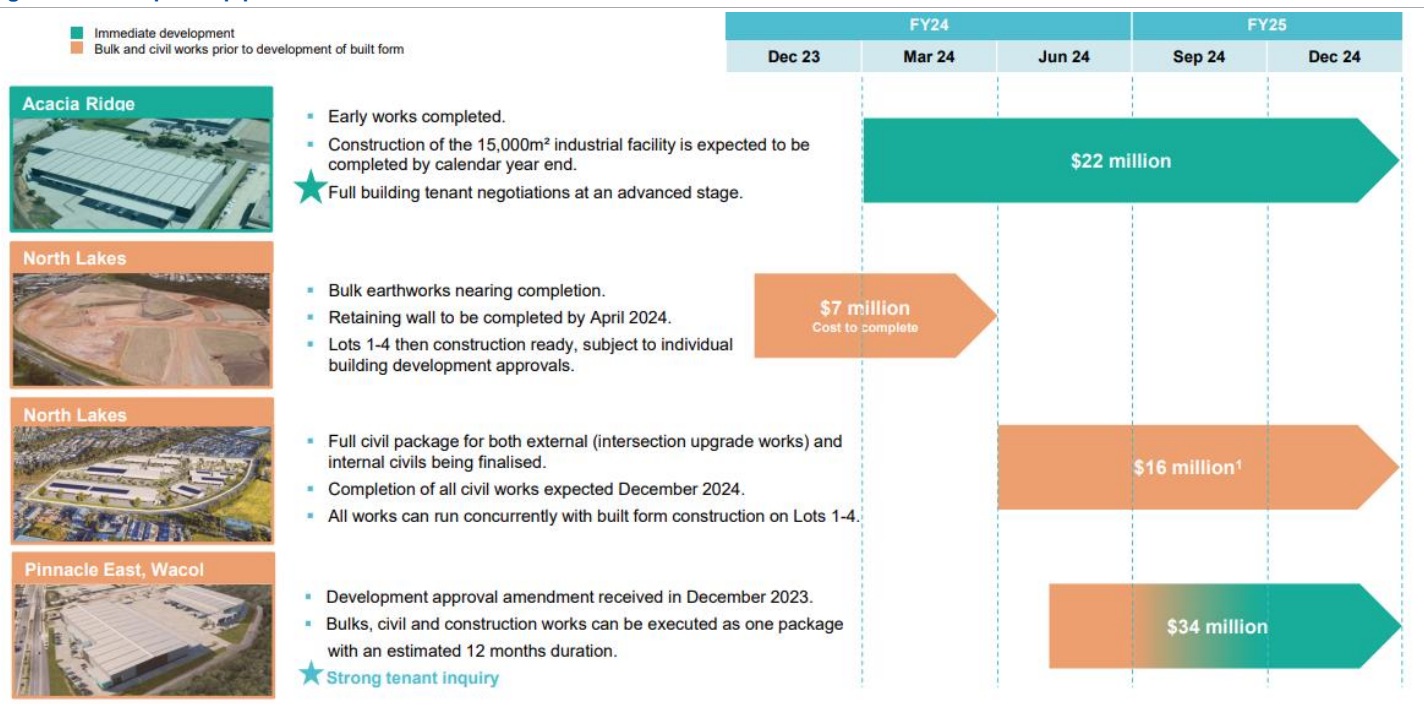 FY24
FY25
Immediate development
Bulk and civil works prior to development of built form
Dec 23
Mar 24
Jun 24
Sep 24
Dec 24
Acacia Ridge
Early works completed.
Construction of the 15,000m² industrial facility is expected to be
completed by calendar year end.
Full building tenant negotiations at an advanced stage.
$22 million
North Lakes
Bulk earthworks nearing completion.
Retaining wall to be completed by April 2024.
Lots 1-4 then construction ready, subject to individual
building development approvals.
$7 million
Cost to complete
North Lakes
Full civil package for both external (intersection upgrade works) and
internal civils being finalised.
Completion of all civil works expected December 2024.
All works can run concurrently with built form construction on Lots 1-4.
$16 million¹
Pinnacle East, Wacol
Development approval amendment received in December 2023.
Bulks, civil and construction works can be executed as one package
with an estimated 12 months duration.
Strong tenant inquiry
$34 million